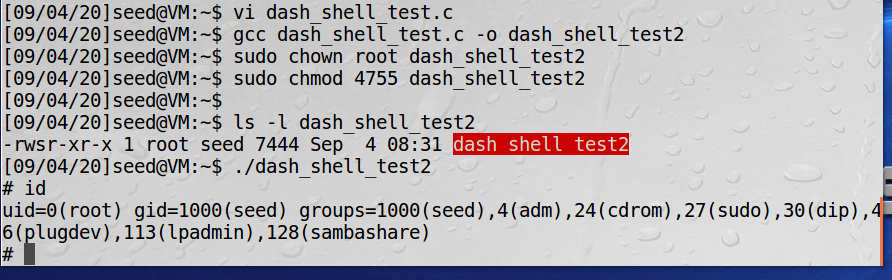 [09/04/20]seed@VM:~$ vi dash_shell_test.c
[09/04/20]seed@VM:~$ gcc dash_shell_test.c -o dash_shell_test2
[09/04/20]seed@VM:~$ sudo chown root dash_shell_test2
[09/04/20]seed@VM:~$ sudo chmod 4755 dash_shell_test2
[09/04/20]seed@VM:~$
[09/04/20]seed@VM:~$ ls -l dash_shell_test2
-rwsr-xr-x 1 root seed 7444 Sep  4 08:31 dash_shell_test2
[09/04/20]seed@VM:~$ ./dash_shell_test2
# id
uid=0(root) gid=1000(seed) groups=1000(seed),4(adm),24(cdrom),27(sudo),30(dip),4
6(plugdev),113(lpadmin),128(sambashare)
#